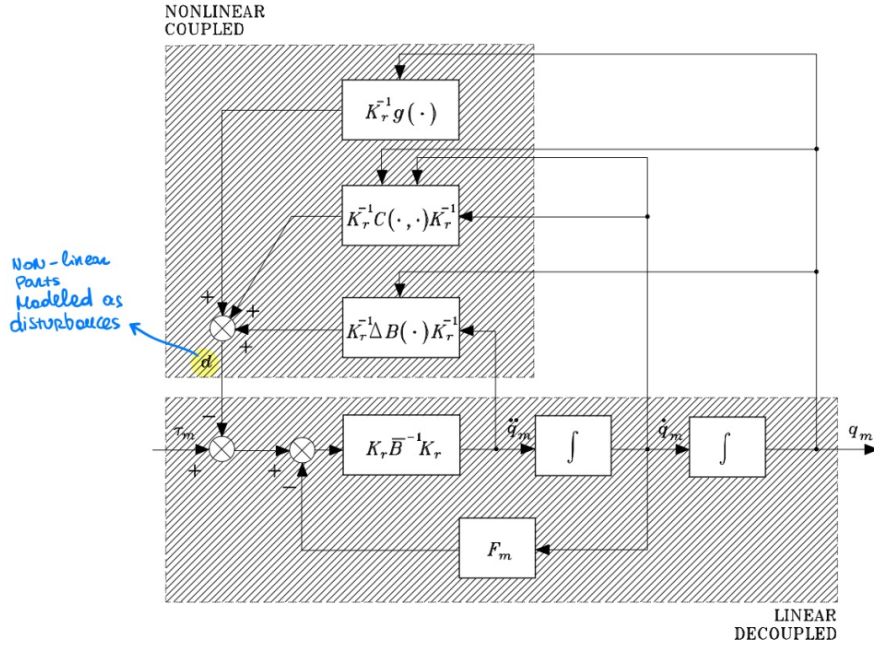 NONLINEAR
COUPLED
K_r^{-1} g(·)
K_r^{-1} C(·,·) K_r^{-1}
Non-linear
Parts
Modeled as
disturbances
+
+
+
K_r^{-1} ΔB(·) K_r^{-1}
d
−
τ_m
q̈_m
q̇_m
q_m
K_r B̄^{-1} K_r
∫
∫
+
+
−
F_m
LINEAR
DECOUPLED